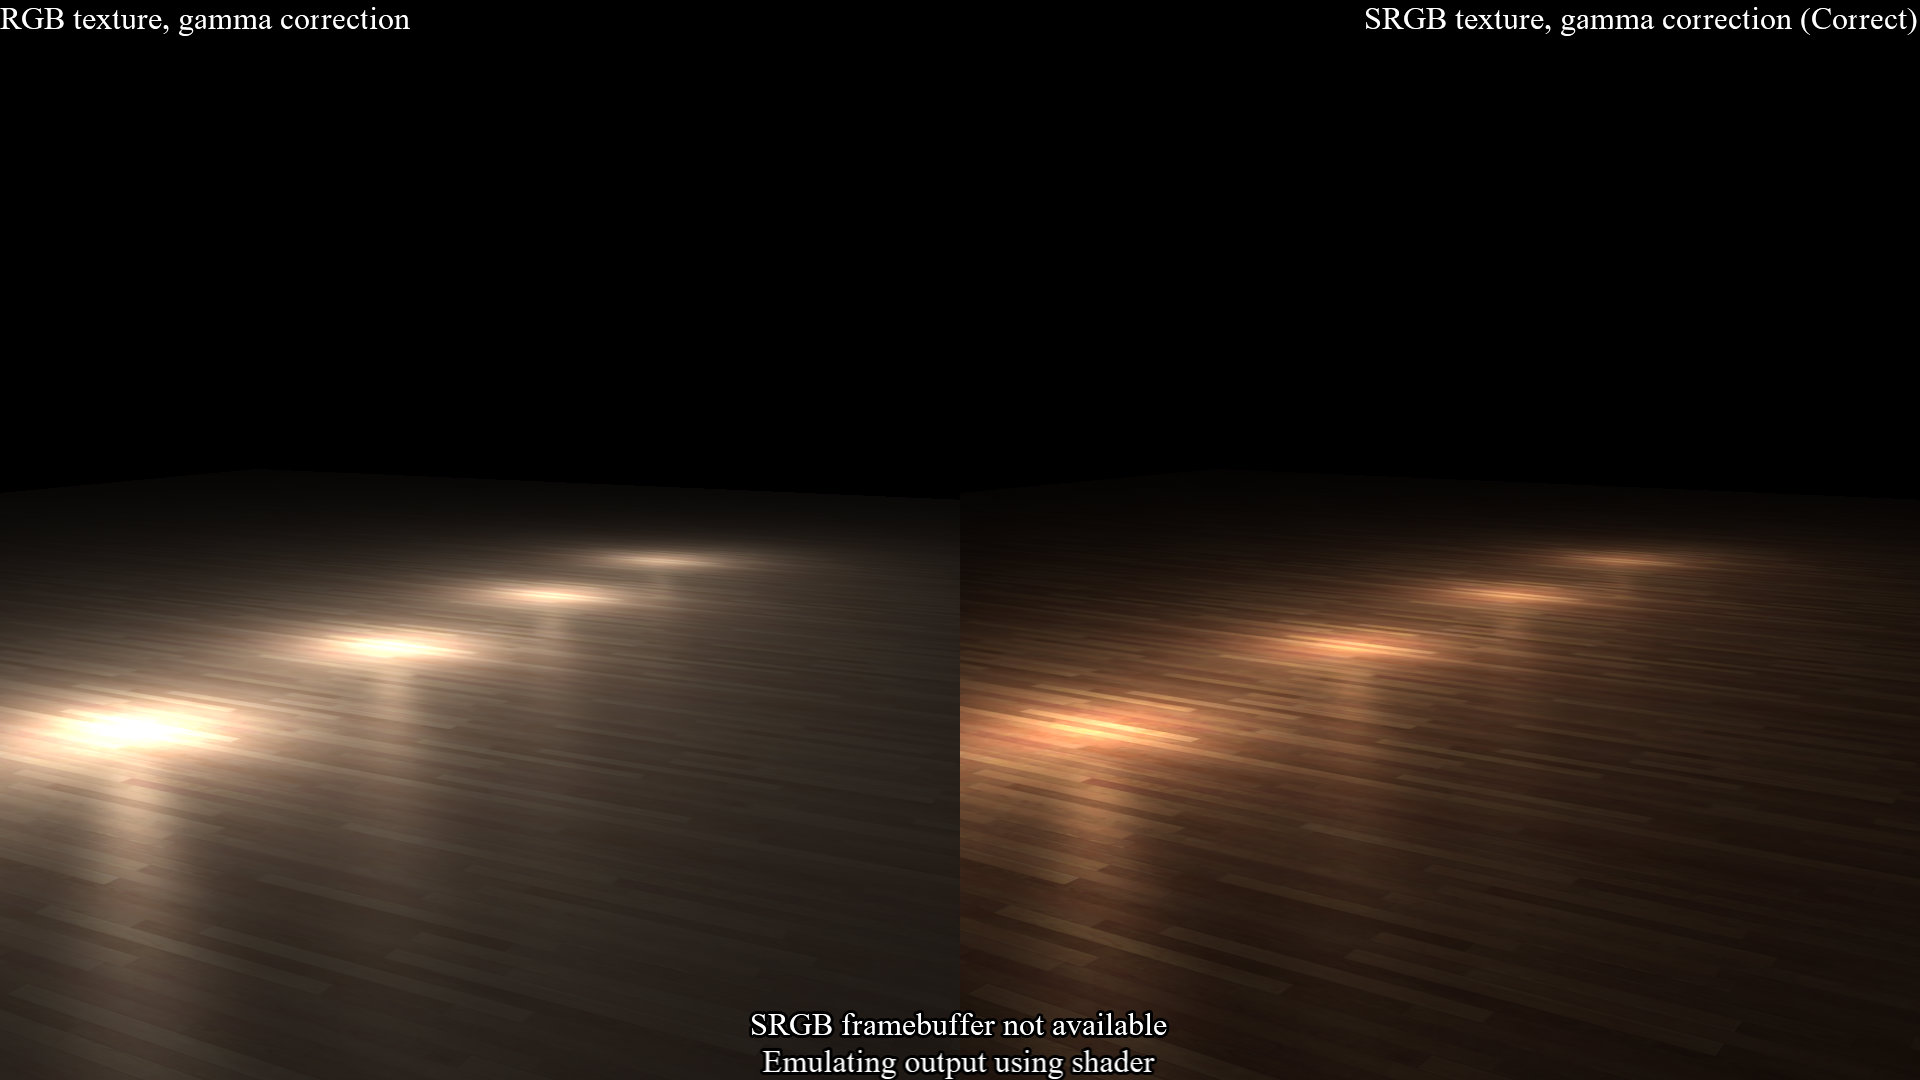 RGB texture, gamma correction
SRGB texture, gamma correction (Correct)
SRGB framebuffer not available
Emulating output using shader